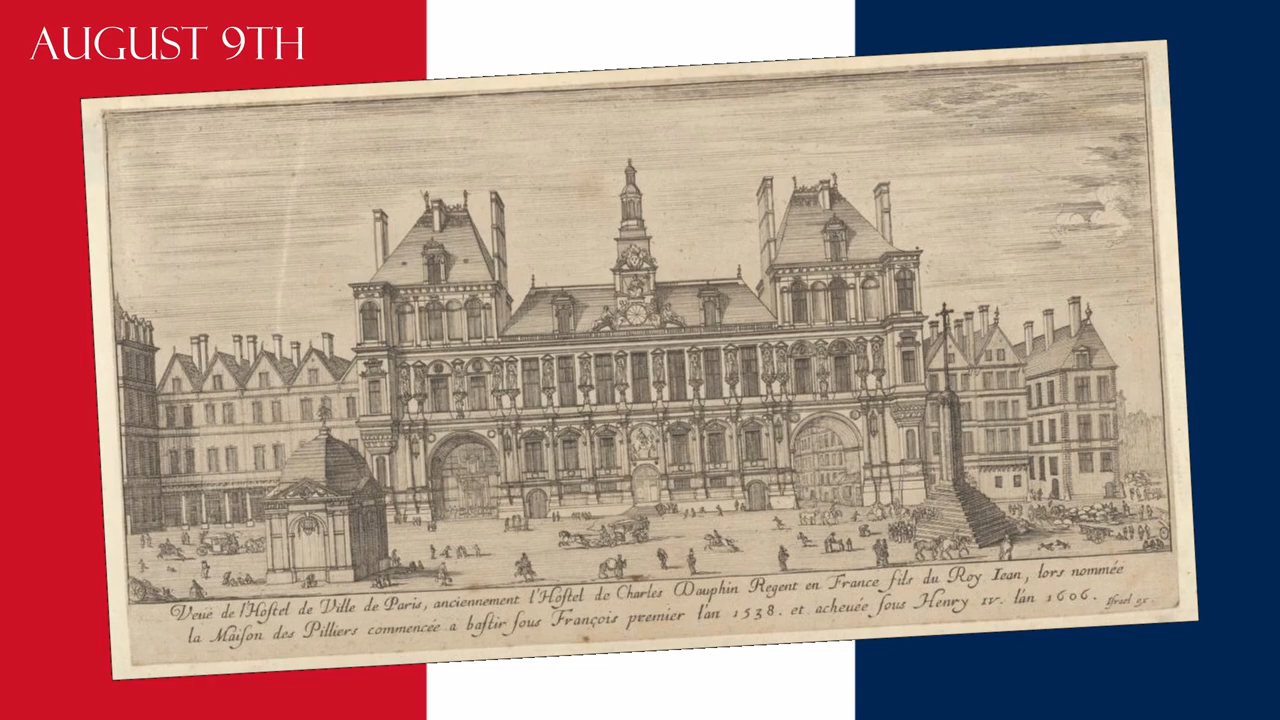 AUGUST 9TH
Veuë de l'Hoſtel de Ville de Paris, anciennement l'Hoſtel de Charles Dauphin Regent en France fils du Roy Iean, lors nommée
la Maiſon des Pilliers commencée a baſtir ſous François premier l'an 1538. et acheuée ſous Henry IV. l'an 1606. Iſrael ex.